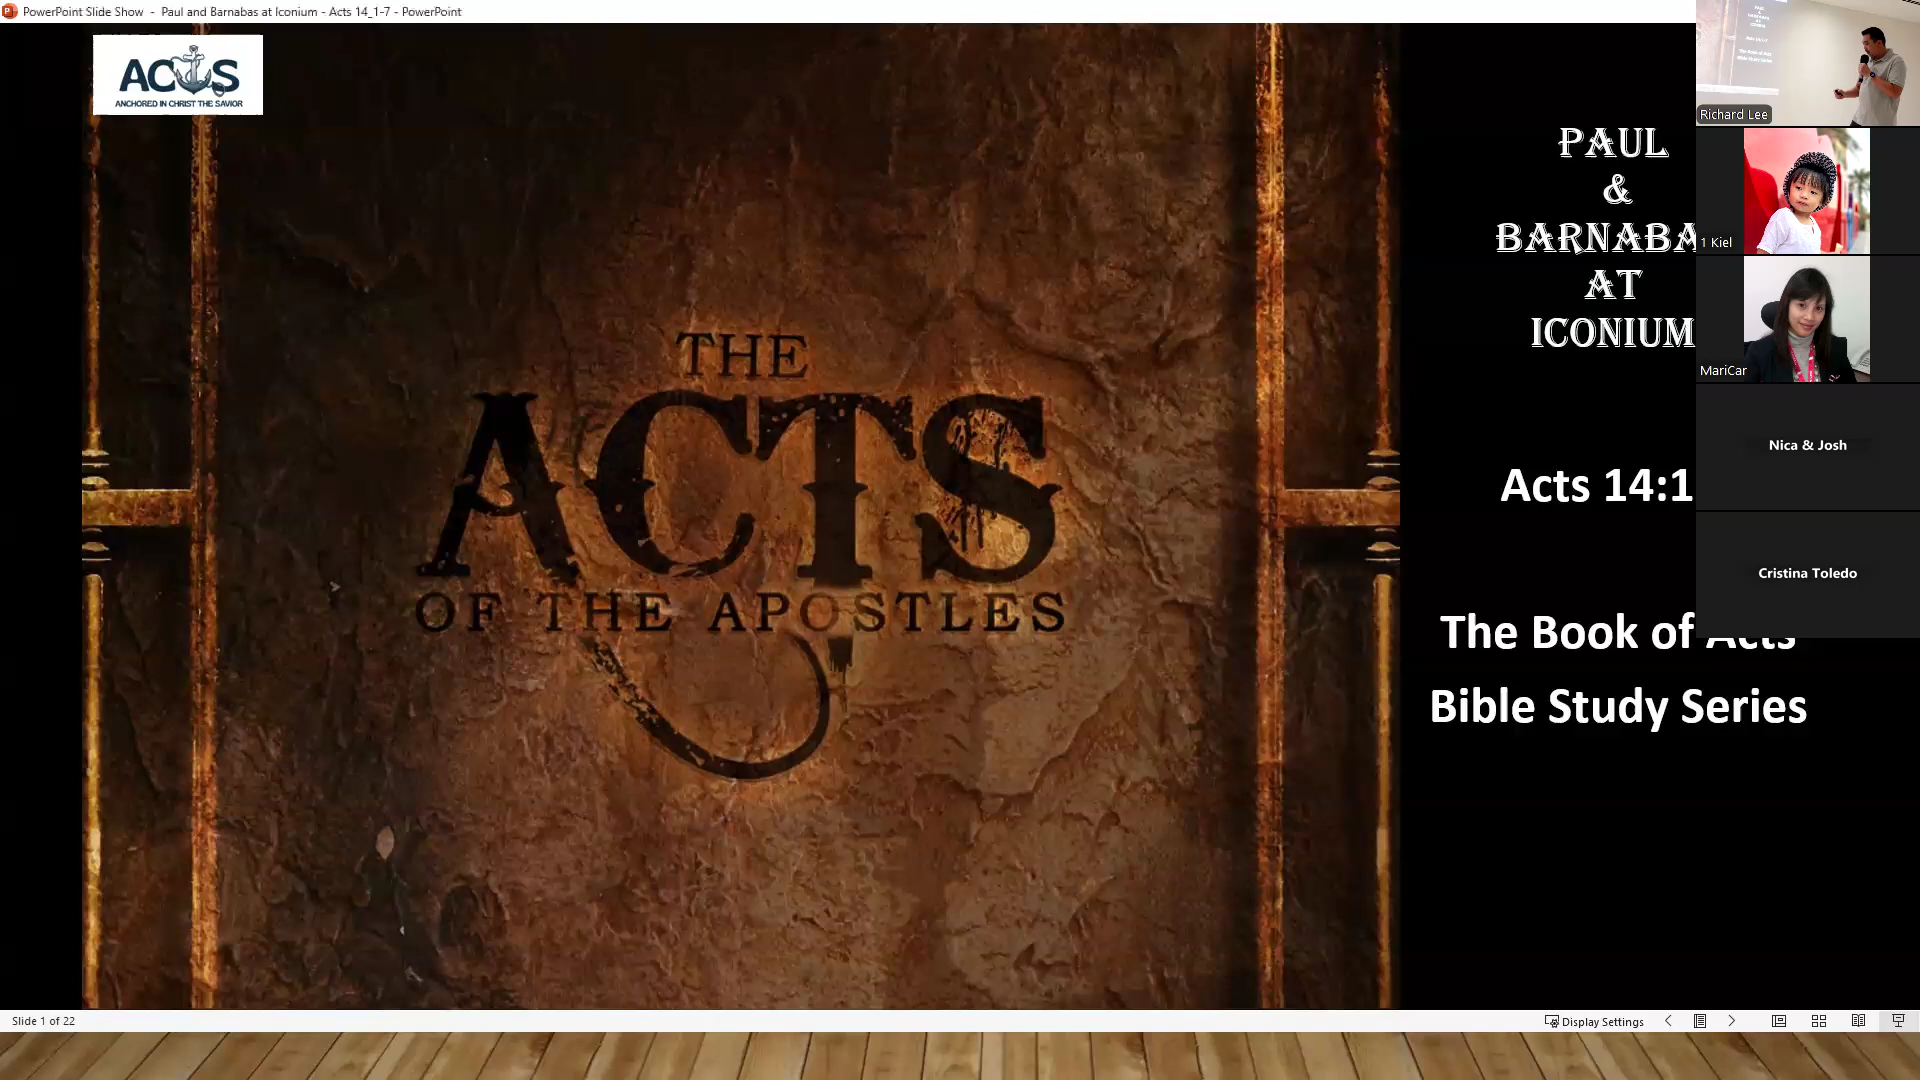 PowerPoint Slide Show - Paul and Barnabas at Iconium - Acts 14_1-7 - PowerPoint
ACTS
ANCHORED IN CHRIST THE SAVIOR
THE
ACTS
OF THE APOSTLES
PAUL
&
BARNABA
AT
ICONIUM
Acts 14:1
The Book of Acts
Bible Study Series
Richard Lee
1 Kiel
MariCar
Nica & Josh
Cristina Toledo
Slide 1 of 22
Display Settings